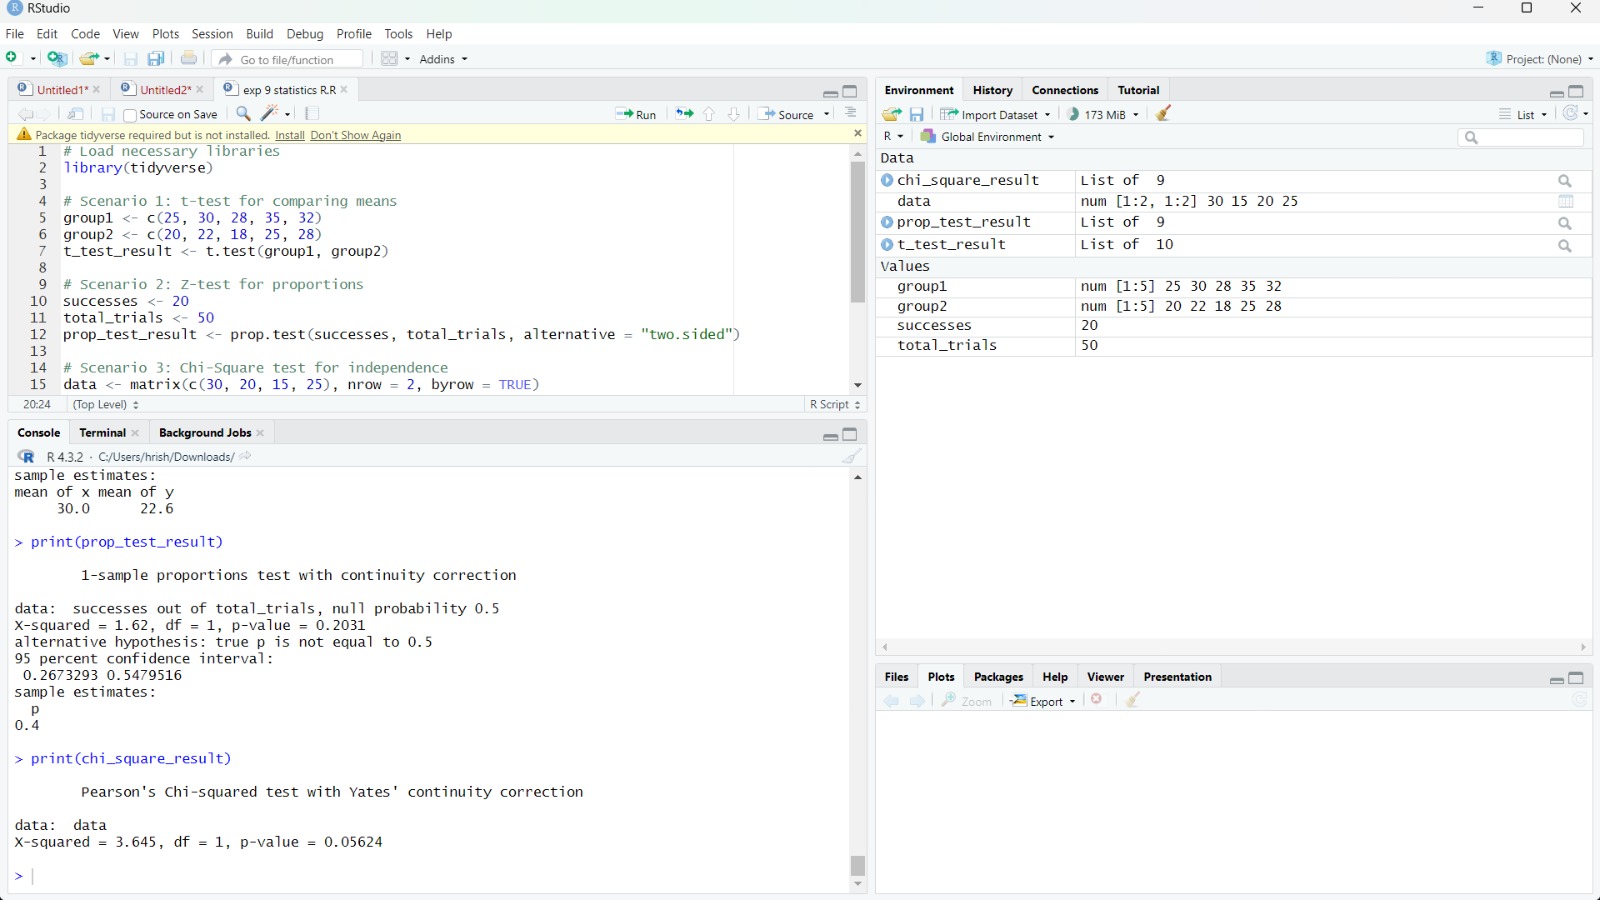 RStudio
File Edit Code View Plots Session Build Debug Profile Tools Help
Go to file/function Addins Project: (None)
Untitled1* Untitled2* exp 9 statistics R.R
Source on Save Run Source
Package tidyverse required but is not installed. Install Don't Show Again
1 # Load necessary libraries
2 library(tidyverse)
3
4 # Scenario 1: t-test for comparing means
5 group1 <- c(25, 30, 28, 35, 32)
6 group2 <- c(20, 22, 18, 25, 28)
7 t_test_result <- t.test(group1, group2)
8
9 # Scenario 2: Z-test for proportions
10 successes <- 20
11 total_trials <- 50
12 prop_test_result <- prop.test(successes, total_trials, alternative = "two.sided")
13
14 # Scenario 3: Chi-Square test for independence
15 data <- matrix(c(30, 20, 15, 25), nrow = 2, byrow = TRUE)
20:24 (Top Level) R Script
Console Terminal Background Jobs
R 4.3.2 · C:/Users/hrish/Downloads/
sample estimates:
mean of x mean of y
30.0 22.6
> print(prop_test_result)
1-sample proportions test with continuity correction
data: successes out of total_trials, null probability 0.5
X-squared = 1.62, df = 1, p-value = 0.2031
alternative hypothesis: true p is not equal to 0.5
95 percent confidence interval:
0.2673293 0.5479516
sample estimates:
p
0.4
> print(chi_square_result)
Pearson's Chi-squared test with Yates' continuity correction
data: data
X-squared = 3.645, df = 1, p-value = 0.05624
>
Environment History Connections Tutorial
Import Dataset 173 MiB List
R Global Environment
Data
chi_square_result List of 9
data num [1:2, 1:2] 30 15 20 25
prop_test_result List of 9
t_test_result List of 10
Values
group1 num [1:5] 25 30 28 35 32
group2 num [1:5] 20 22 18 25 28
successes 20
total_trials 50
Files Plots Packages Help Viewer Presentation
Zoom Export